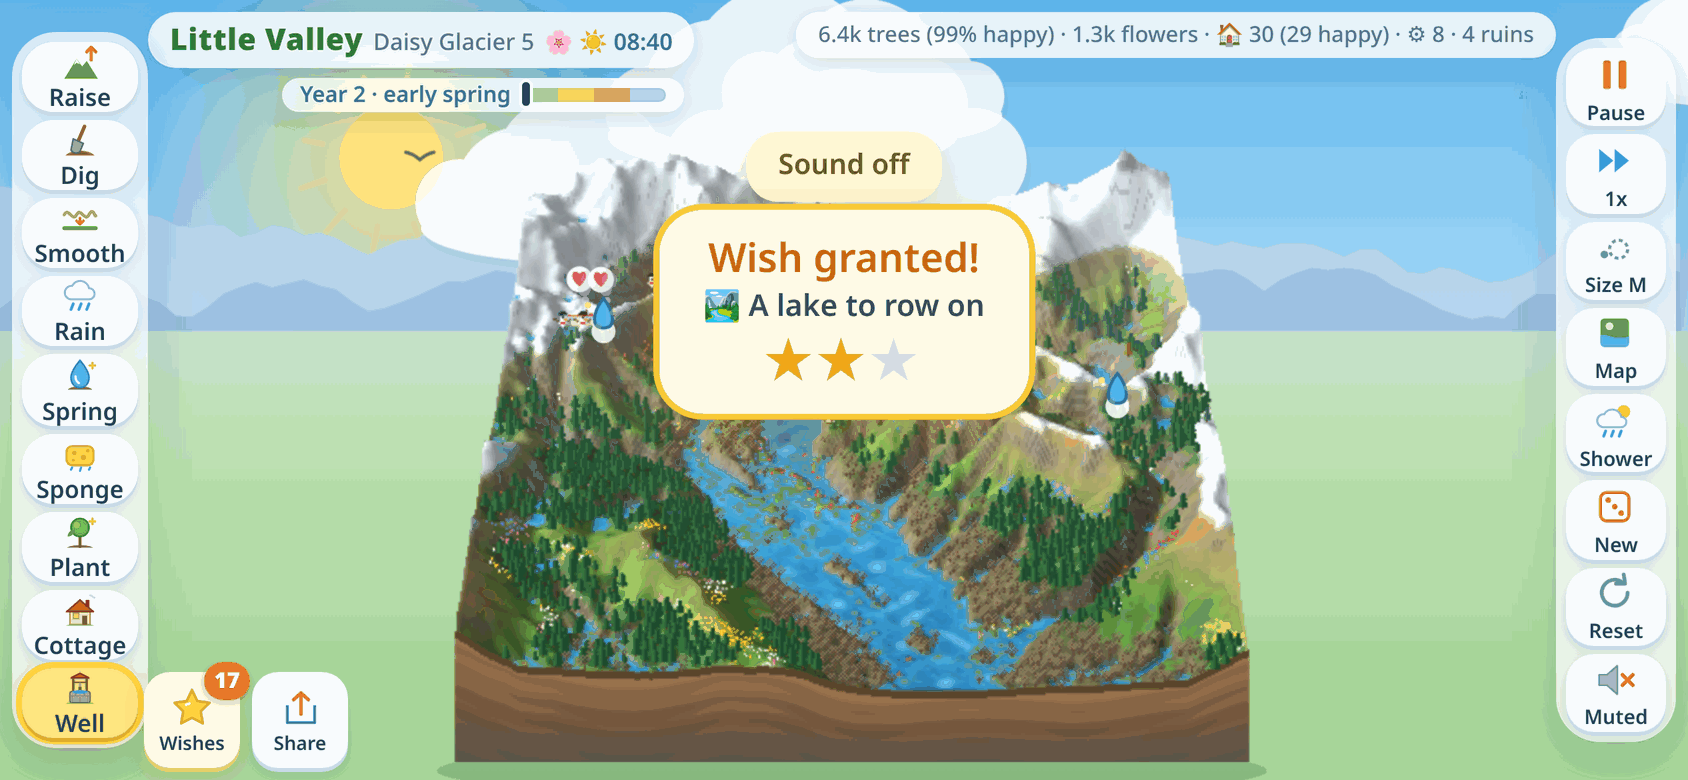 Little Valley Daisy Glacier 5 🌸 ☀️ 08:40
6.4k trees (99% happy) · 1.3k flowers · 🏠 30 (29 happy) · ⚙ 8 · 4 ruins
Year 2 · early spring
Sound off
Wish granted!
🏞️ A lake to row on
★★★
Raise
Dig
Smooth
Rain
Spring
Sponge
Plant
Cottage
Well
17
Wishes
Share
Pause
1x
Size M
Map
Shower
New
Reset
Muted